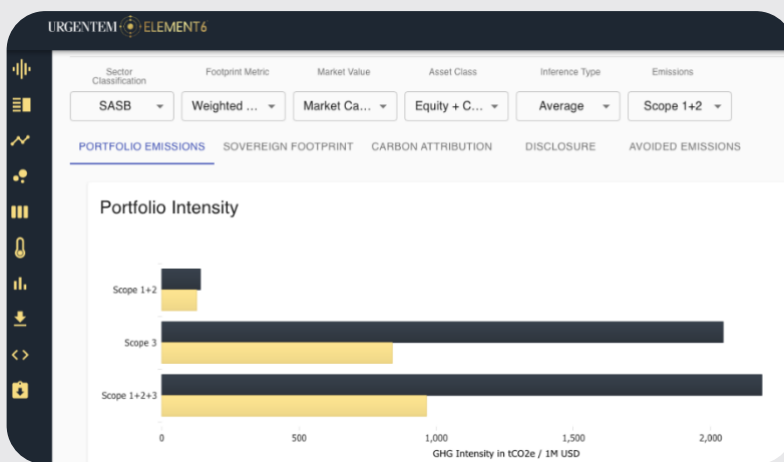 URGENTEM ELEMENT6
Sector Classification
Footprint Metric
Market Value
Asset Class
Inference Type
Emissions
SASB
Weighted ...
Market Ca...
Equity + C...
Average
Scope 1+2
PORTFOLIO EMISSIONS
SOVEREIGN FOOTPRINT
CARBON ATTRIBUTION
DISCLOSURE
AVOIDED EMISSIONS
Portfolio Intensity
Scope 1+2
Scope 3
Scope 1+2+3
0
500
1,000
1,500
2,000
GHG Intensity in tCO2e / 1M USD